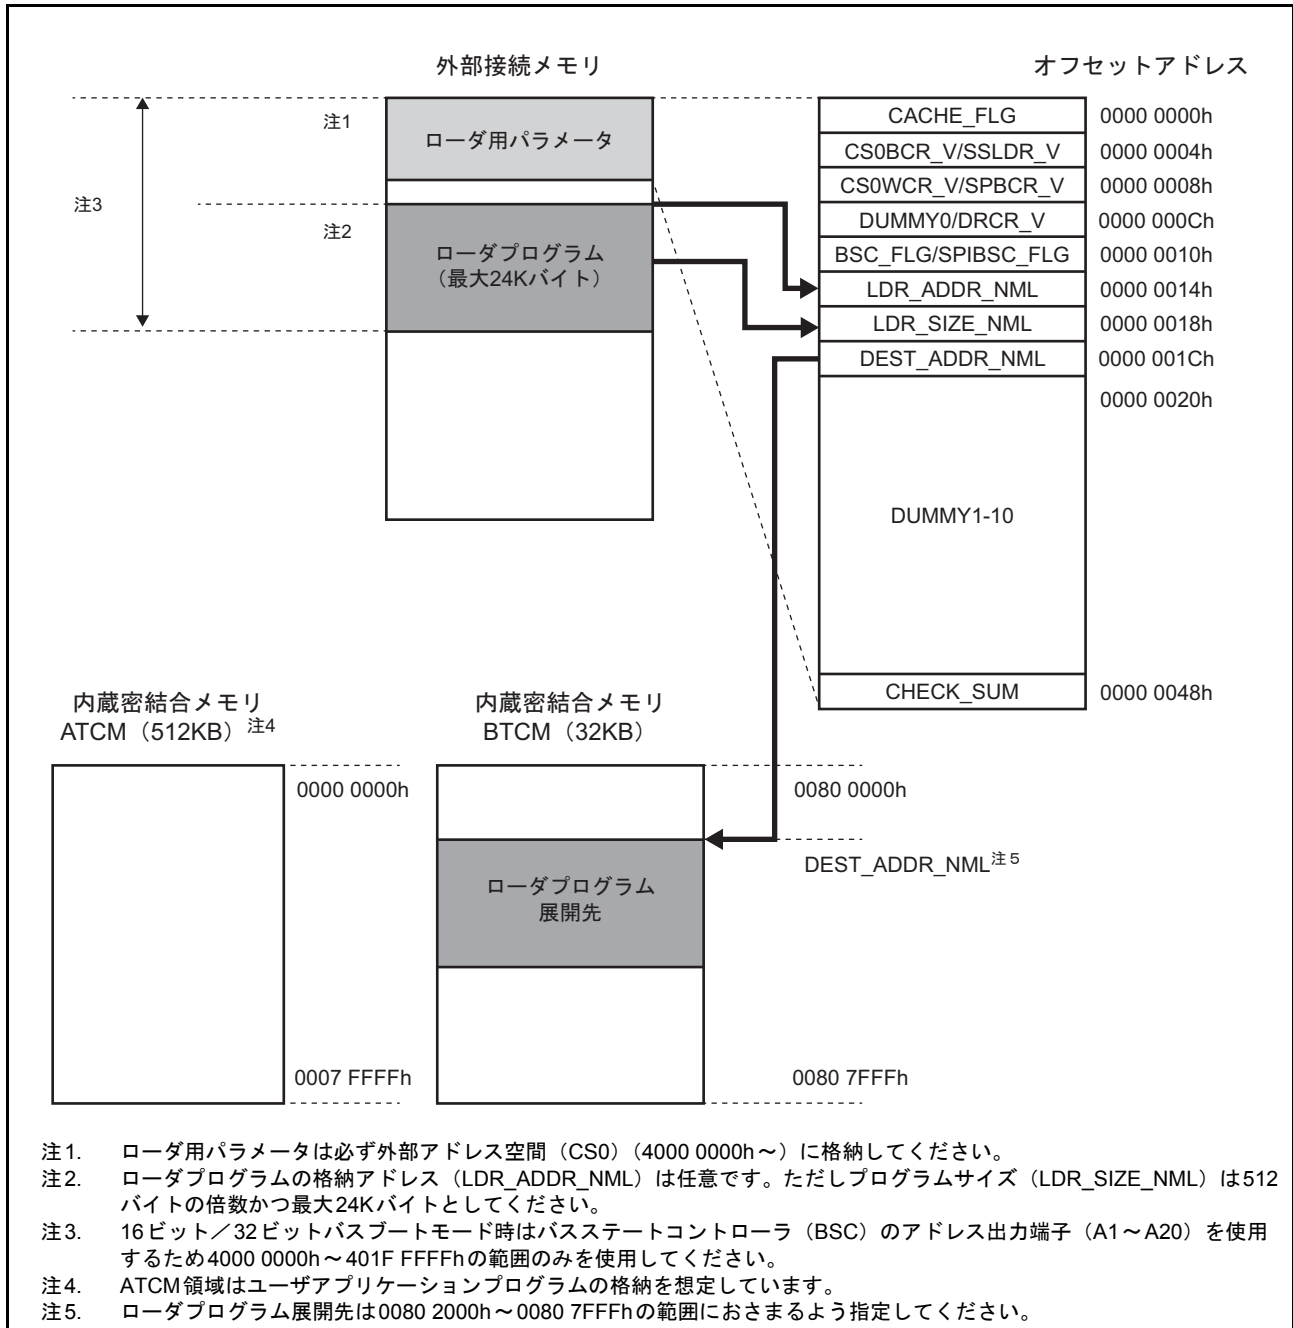 外部接続メモリ
オフセットアドレス
注1
ローダ用パラメータ
注3
注2
ローダプログラム
（最大24Kバイト）
CACHE_FLG 0000 0000h
CS0BCR_V/SSLDR_V 0000 0004h
CS0WCR_V/SPBCR_V 0000 0008h
DUMMY0/DRCR_V 0000 000Ch
BSC_FLG/SPIBSC_FLG 0000 0010h
LDR_ADDR_NML 0000 0014h
LDR_SIZE_NML 0000 0018h
DEST_ADDR_NML 0000 001Ch
0000 0020h
DUMMY1-10
CHECK_SUM 0000 0048h
内蔵密結合メモリ
ATCM（512KB）注4
0000 0000h
0007 FFFFh
内蔵密結合メモリ
BTCM（32KB）
0080 0000h
DEST_ADDR_NML注5
ローダプログラム
展開先
0080 7FFFh
注1. ローダ用パラメータは必ず外部アドレス空間（CS0）（4000 0000h～）に格納してください。
注2. ローダプログラムの格納アドレス（LDR_ADDR_NML）は任意です。ただしプログラムサイズ（LDR_SIZE_NML）は512
バイトの倍数かつ最大24Kバイトとしてください。
注3. 16ビット／32ビットバスブートモード時はバスステートコントローラ（BSC）のアドレス出力端子（A1～A20）を使用
するため4000 0000h～401F FFFFhの範囲のみを使用してください。
注4. ATCM領域はユーザアプリケーションプログラムの格納を想定しています。
注5. ローダプログラム展開先は0080 2000h～0080 7FFFhの範囲におさまるよう指定してください。